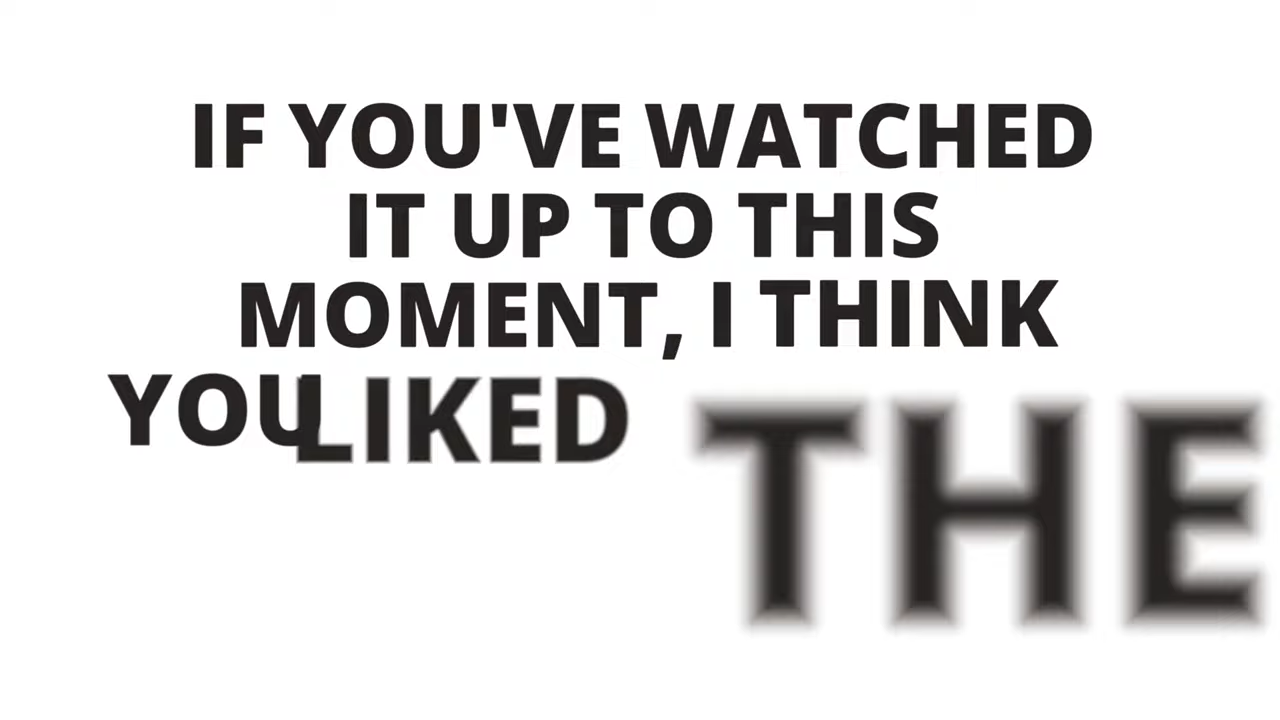 IF YOU'VE WATCHED
IT UP TO THIS
MOMENT, I THINK
YOU LIKED THE